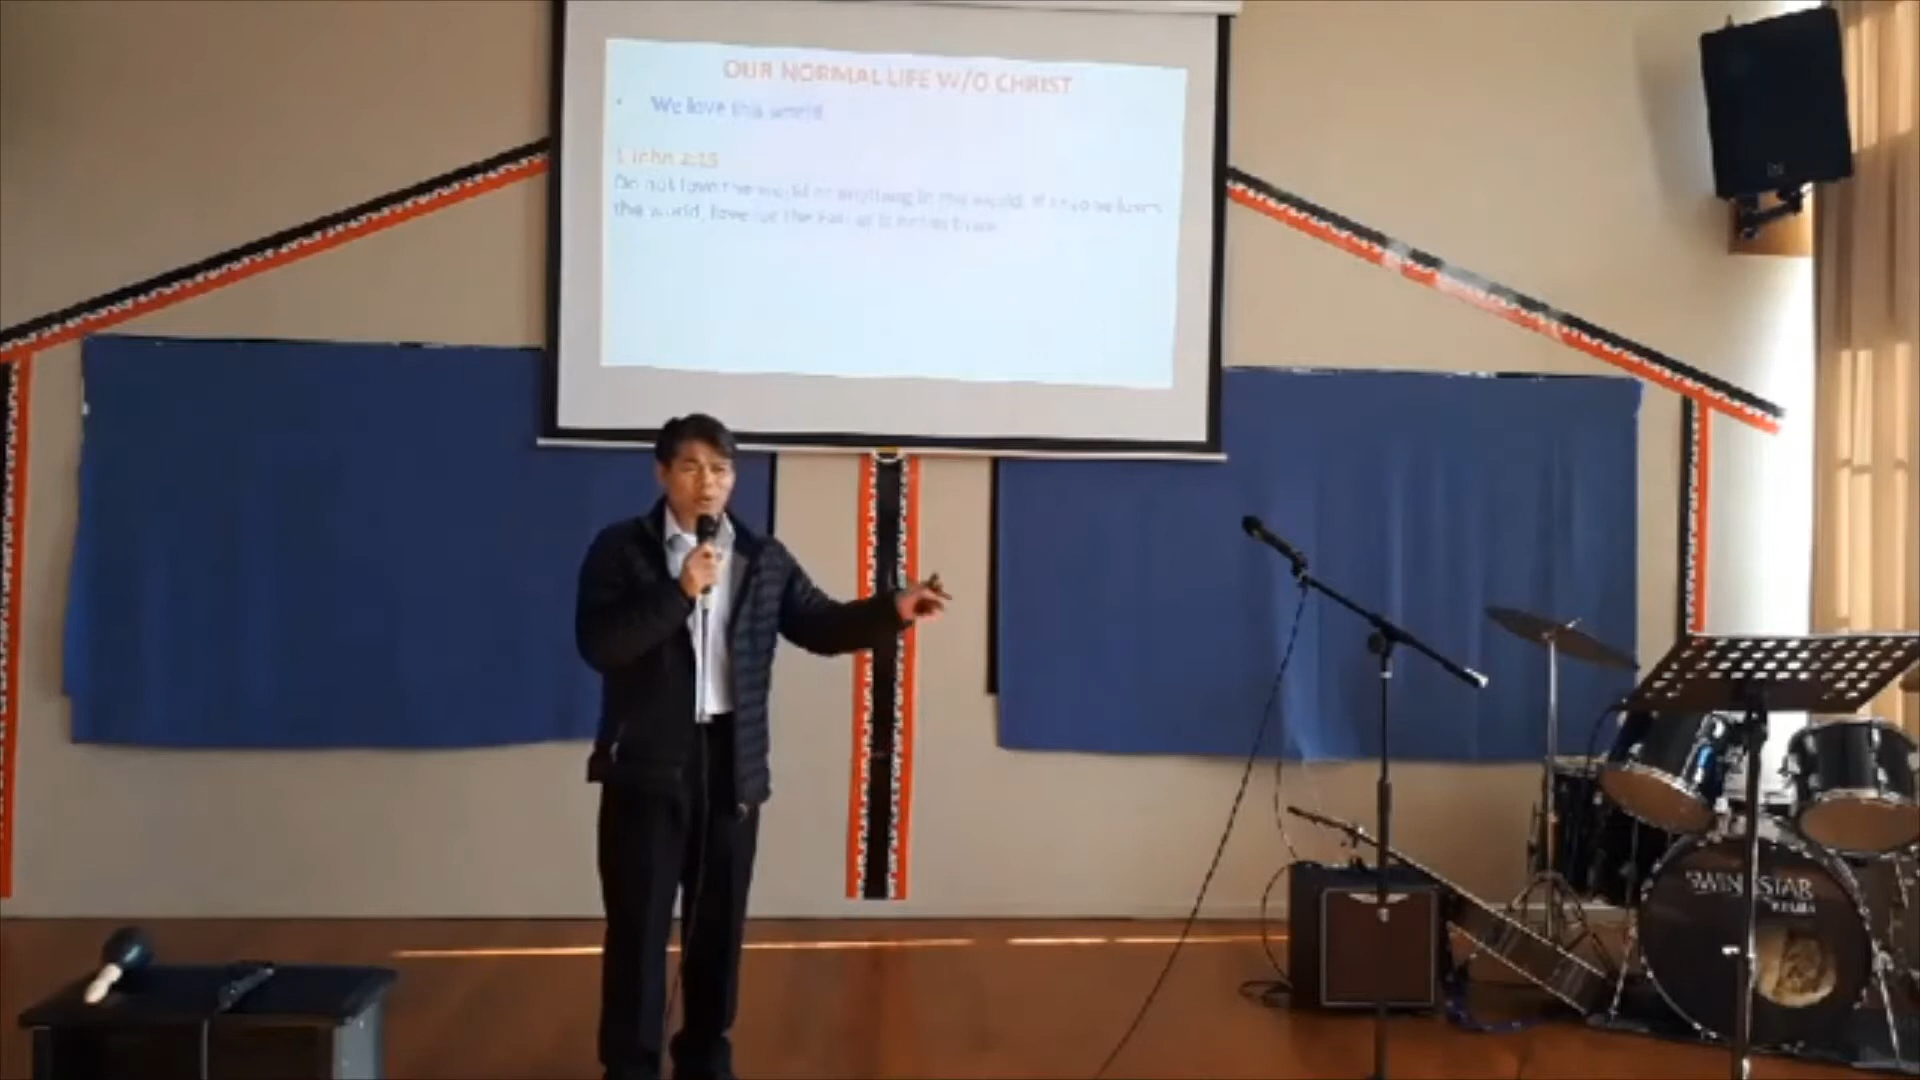 OUR NORMAL LIFE W/O CHRIST
• We love this world
1 John 2:15
Do not love the world or anything in the world. If anyone loves
the world, love for the Father is not in them.
SWINGSTAR